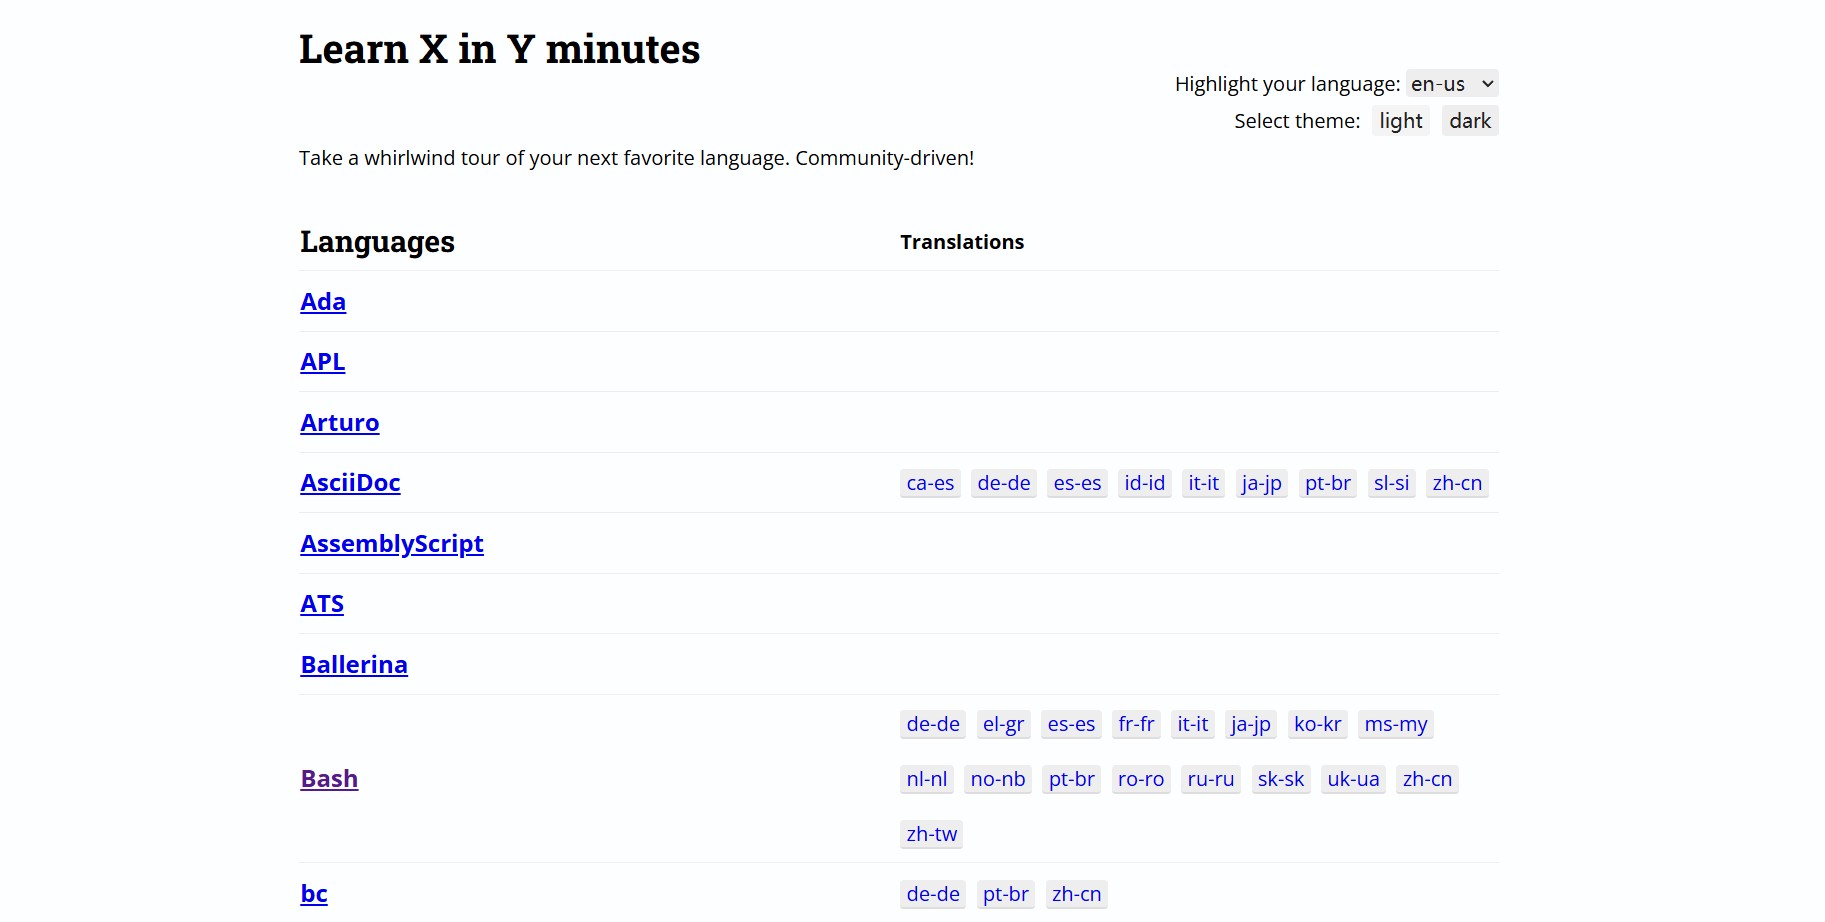 Learn X in Y minutes
Highlight your language: en-us
Select theme: light dark
Take a whirlwind tour of your next favorite language. Community-driven!
Languages Translations
Ada
APL
Arturo
AsciiDoc ca-es de-de es-es id-id it-it ja-jp pt-br sl-si zh-cn
AssemblyScript
ATS
Ballerina
de-de el-gr es-es fr-fr it-it ja-jp ko-kr ms-my
Bash nl-nl no-nb pt-br ro-ro ru-ru sk-sk uk-ua zh-cn
zh-tw
bc de-de pt-br zh-cn